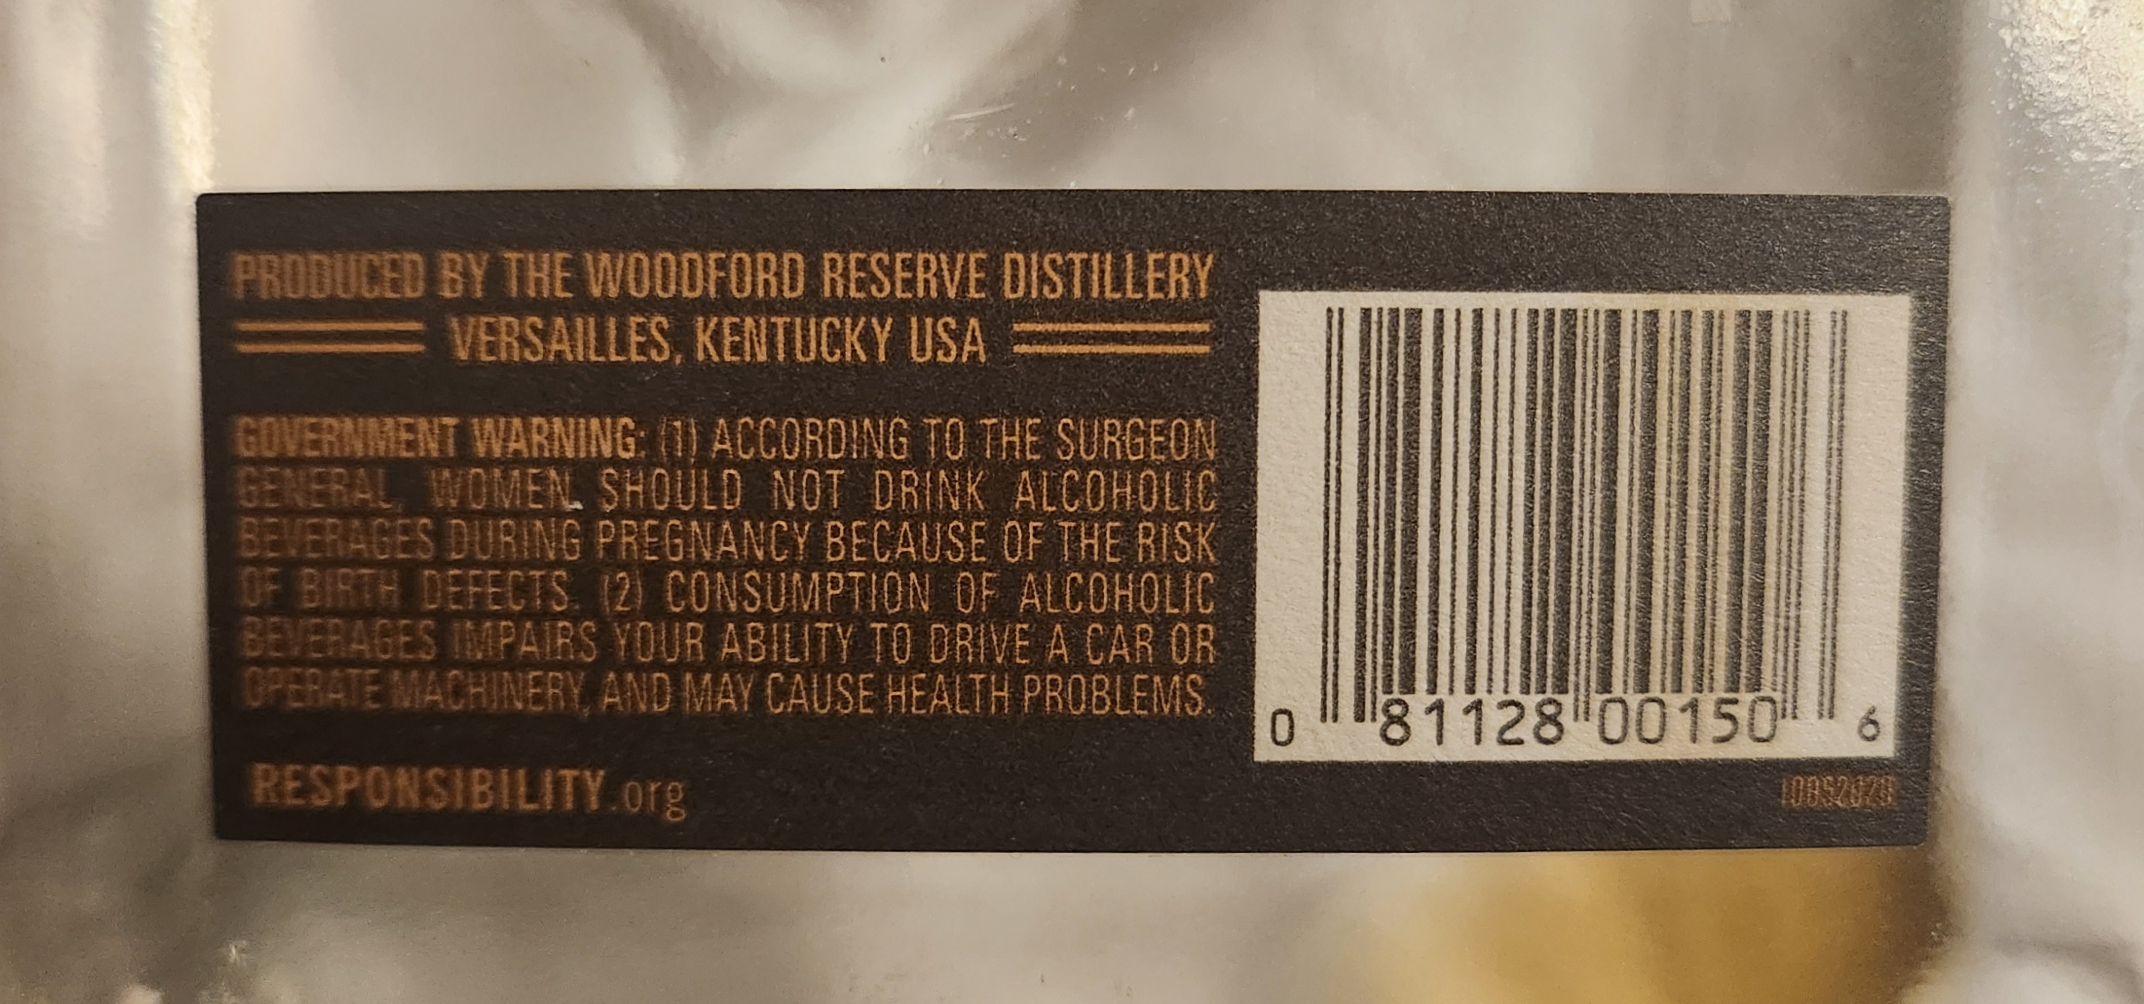 PRODUCED BY THE WOODFORD RESERVE DISTILLERY
VERSAILLES, KENTUCKY USA
GOVERNMENT WARNING: (1) ACCORDING TO THE SURGEON
GENERAL, WOMEN SHOULD NOT DRINK ALCOHOLIC
BEVERAGES DURING PREGNANCY BECAUSE OF THE RISK
OF BIRTH DEFECTS. (2) CONSUMPTION OF ALCOHOLIC
BEVERAGES IMPAIRS YOUR ABILITY TO DRIVE A CAR OR
OPERATE MACHINERY, AND MAY CAUSE HEALTH PROBLEMS.
RESPONSIBILITY.org
0 81128 00150 6
10052020